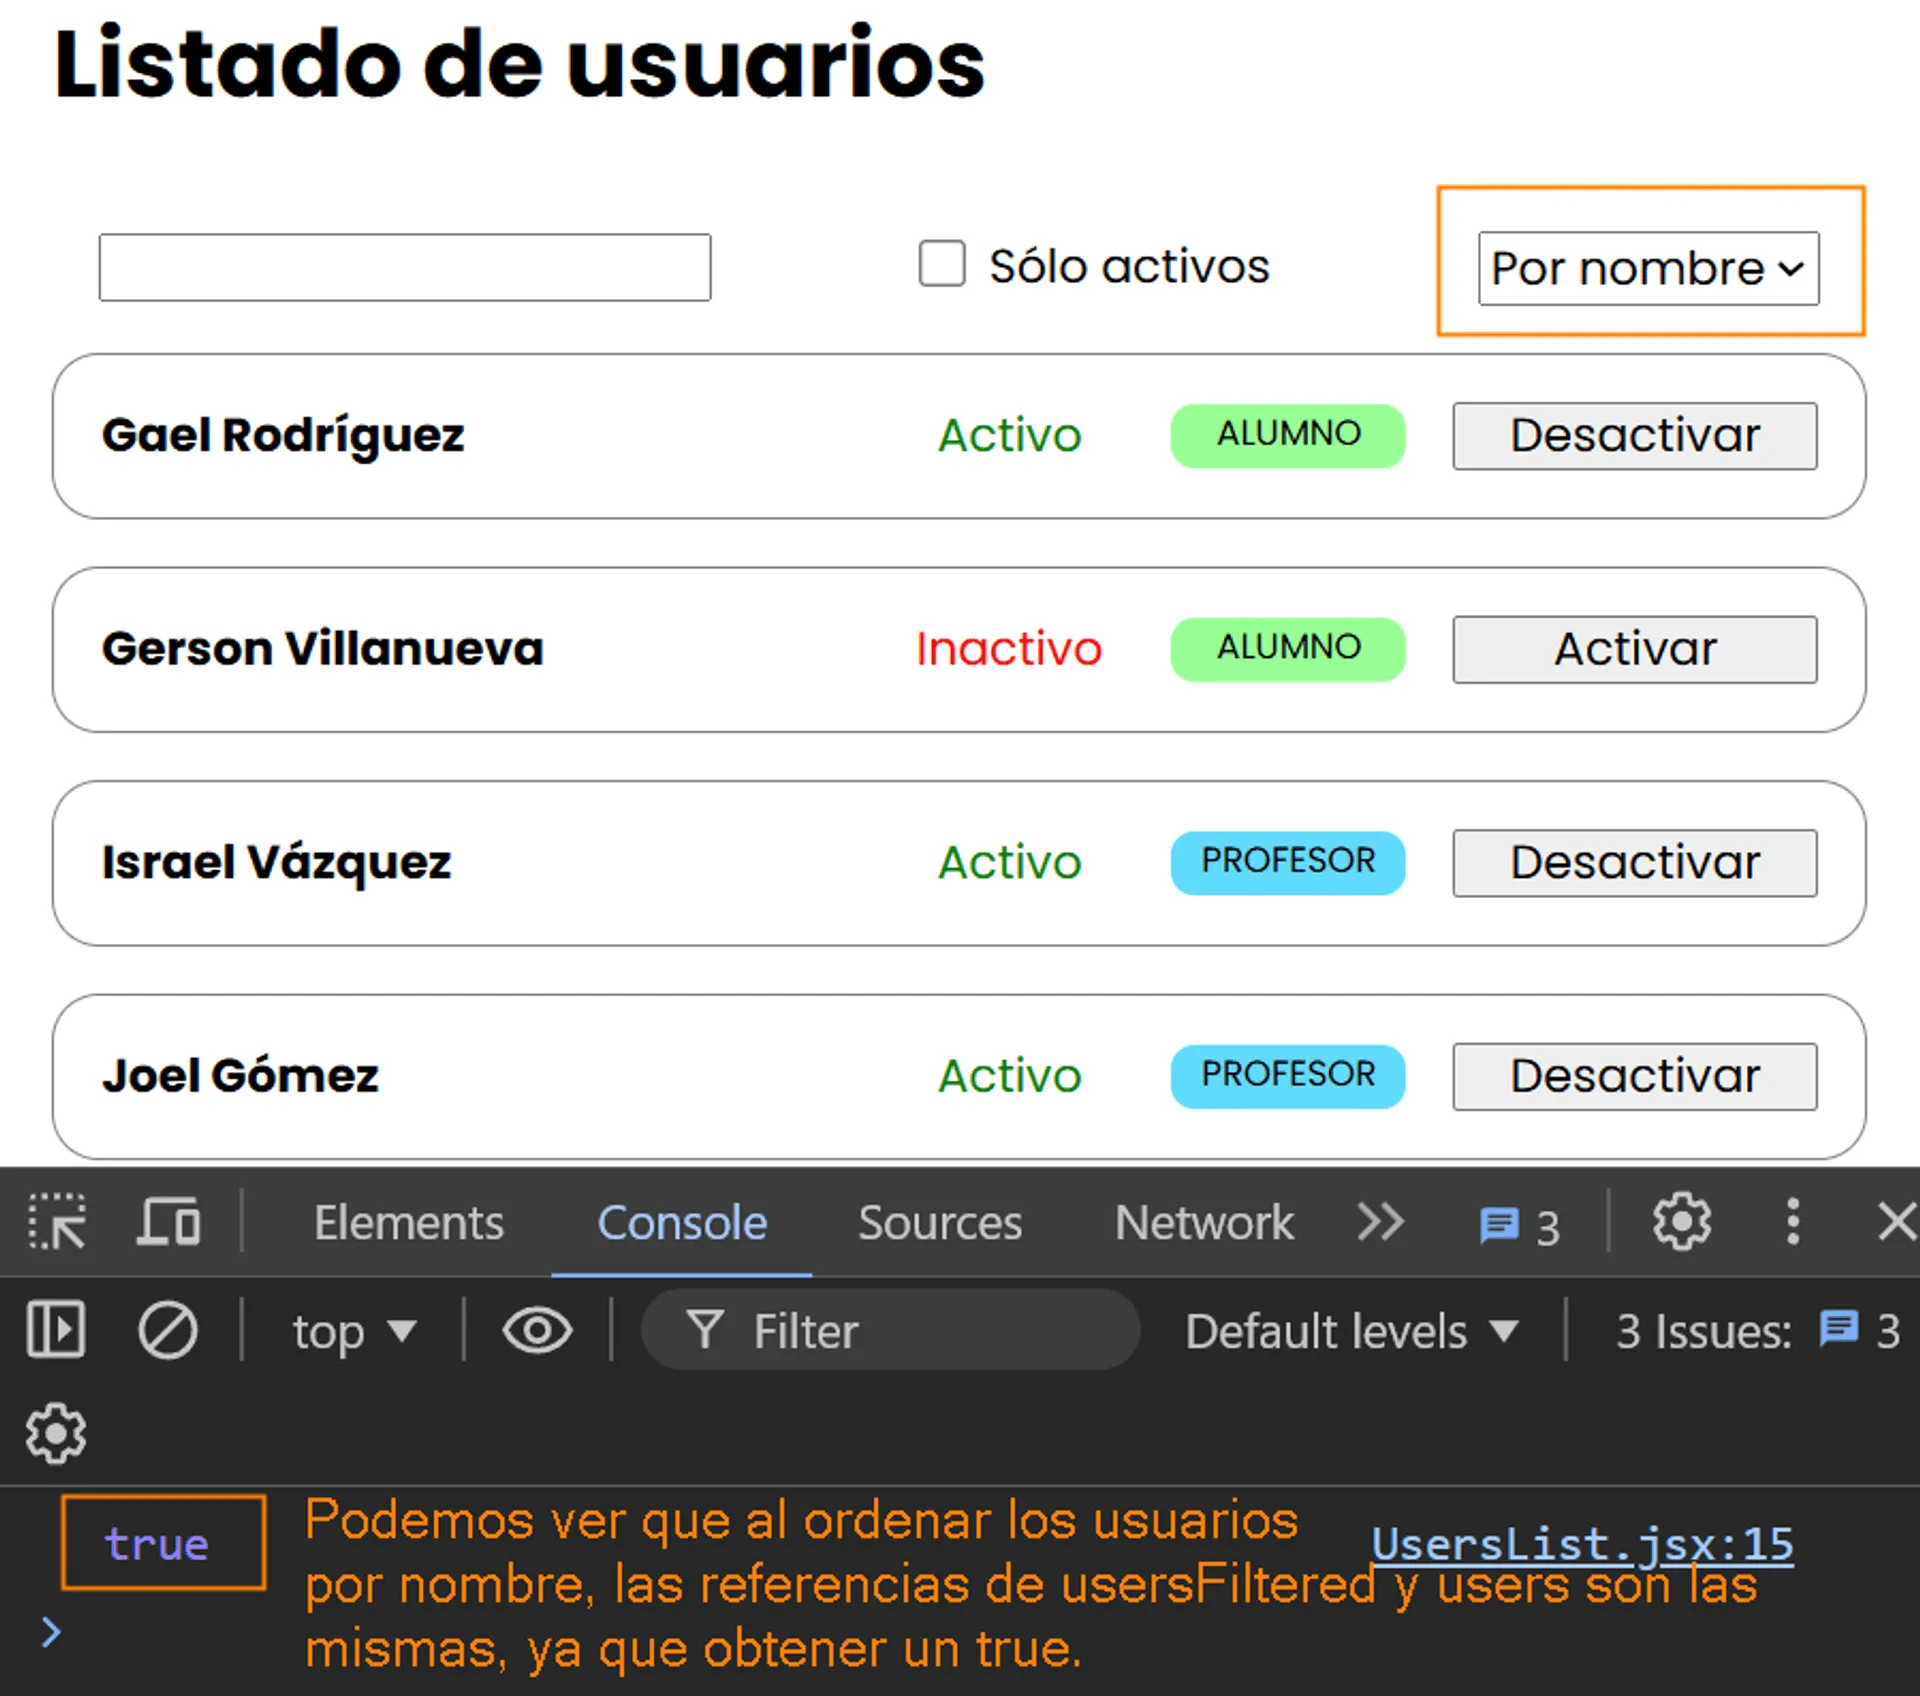 Listado de usuarios
Sólo activos
Por nombre
Gael Rodríguez Activo ALUMNO Desactivar
Gerson Villanueva Inactivo ALUMNO Activar
Israel Vázquez Activo PROFESOR Desactivar
Joel Gómez Activo PROFESOR Desactivar
Elements Console Sources Network 3
top Filter Default levels 3 Issues: 3
true
UsersList.jsx:15
Podemos ver que al ordenar los usuarios
por nombre, las referencias de usersFiltered y users son las
mismas, ya que obtener un true.